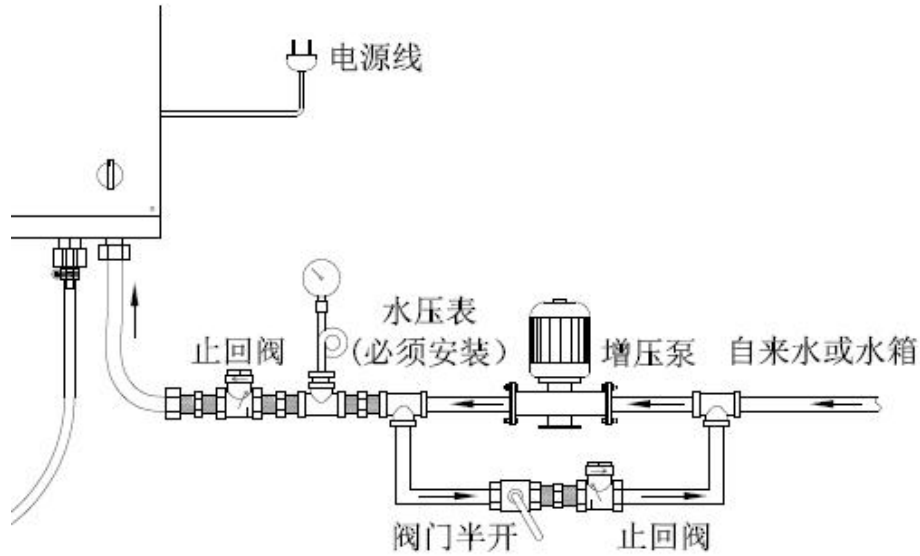 电源线
水压表
止回阀
(必须安装)
增压泵
自来水或水箱
阀门半开
止回阀